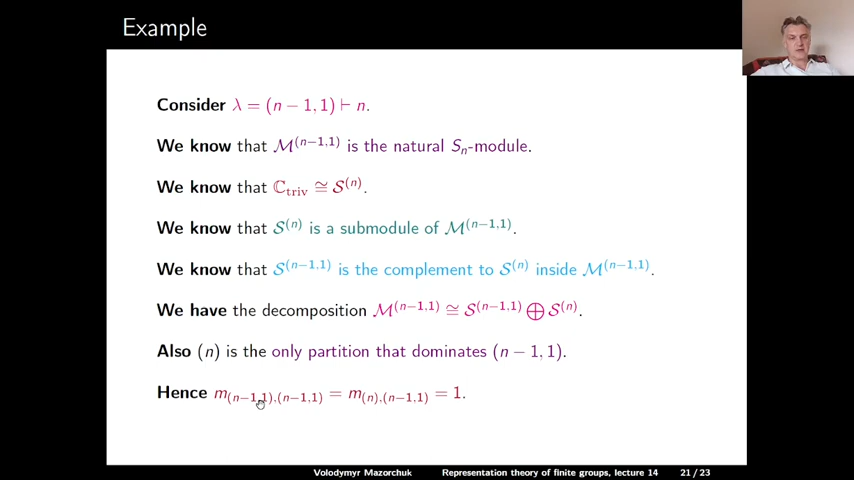 Example
Consider λ = (n − 1, 1) ⊢ n.
We know that 𝓜^(n−1,1) is the natural Sₙ-module.
We know that ℂ_triv ≅ 𝓢^(n).
We know that 𝓢^(n) is a submodule of 𝓜^(n−1,1).
We know that 𝓢^(n−1,1) is the complement to 𝓢^(n) inside 𝓜^(n−1,1).
We have the decomposition 𝓜^(n−1,1) ≅ 𝓢^(n−1,1) ⊕ 𝓢^(n).
Also (n) is the only partition that dominates (n − 1, 1).
Hence m_(n−1,1),(n−1,1) = m_(n),(n−1,1) = 1.
Volodymyr Mazorchuk Representation theory of finite groups, lecture 14 21 / 23